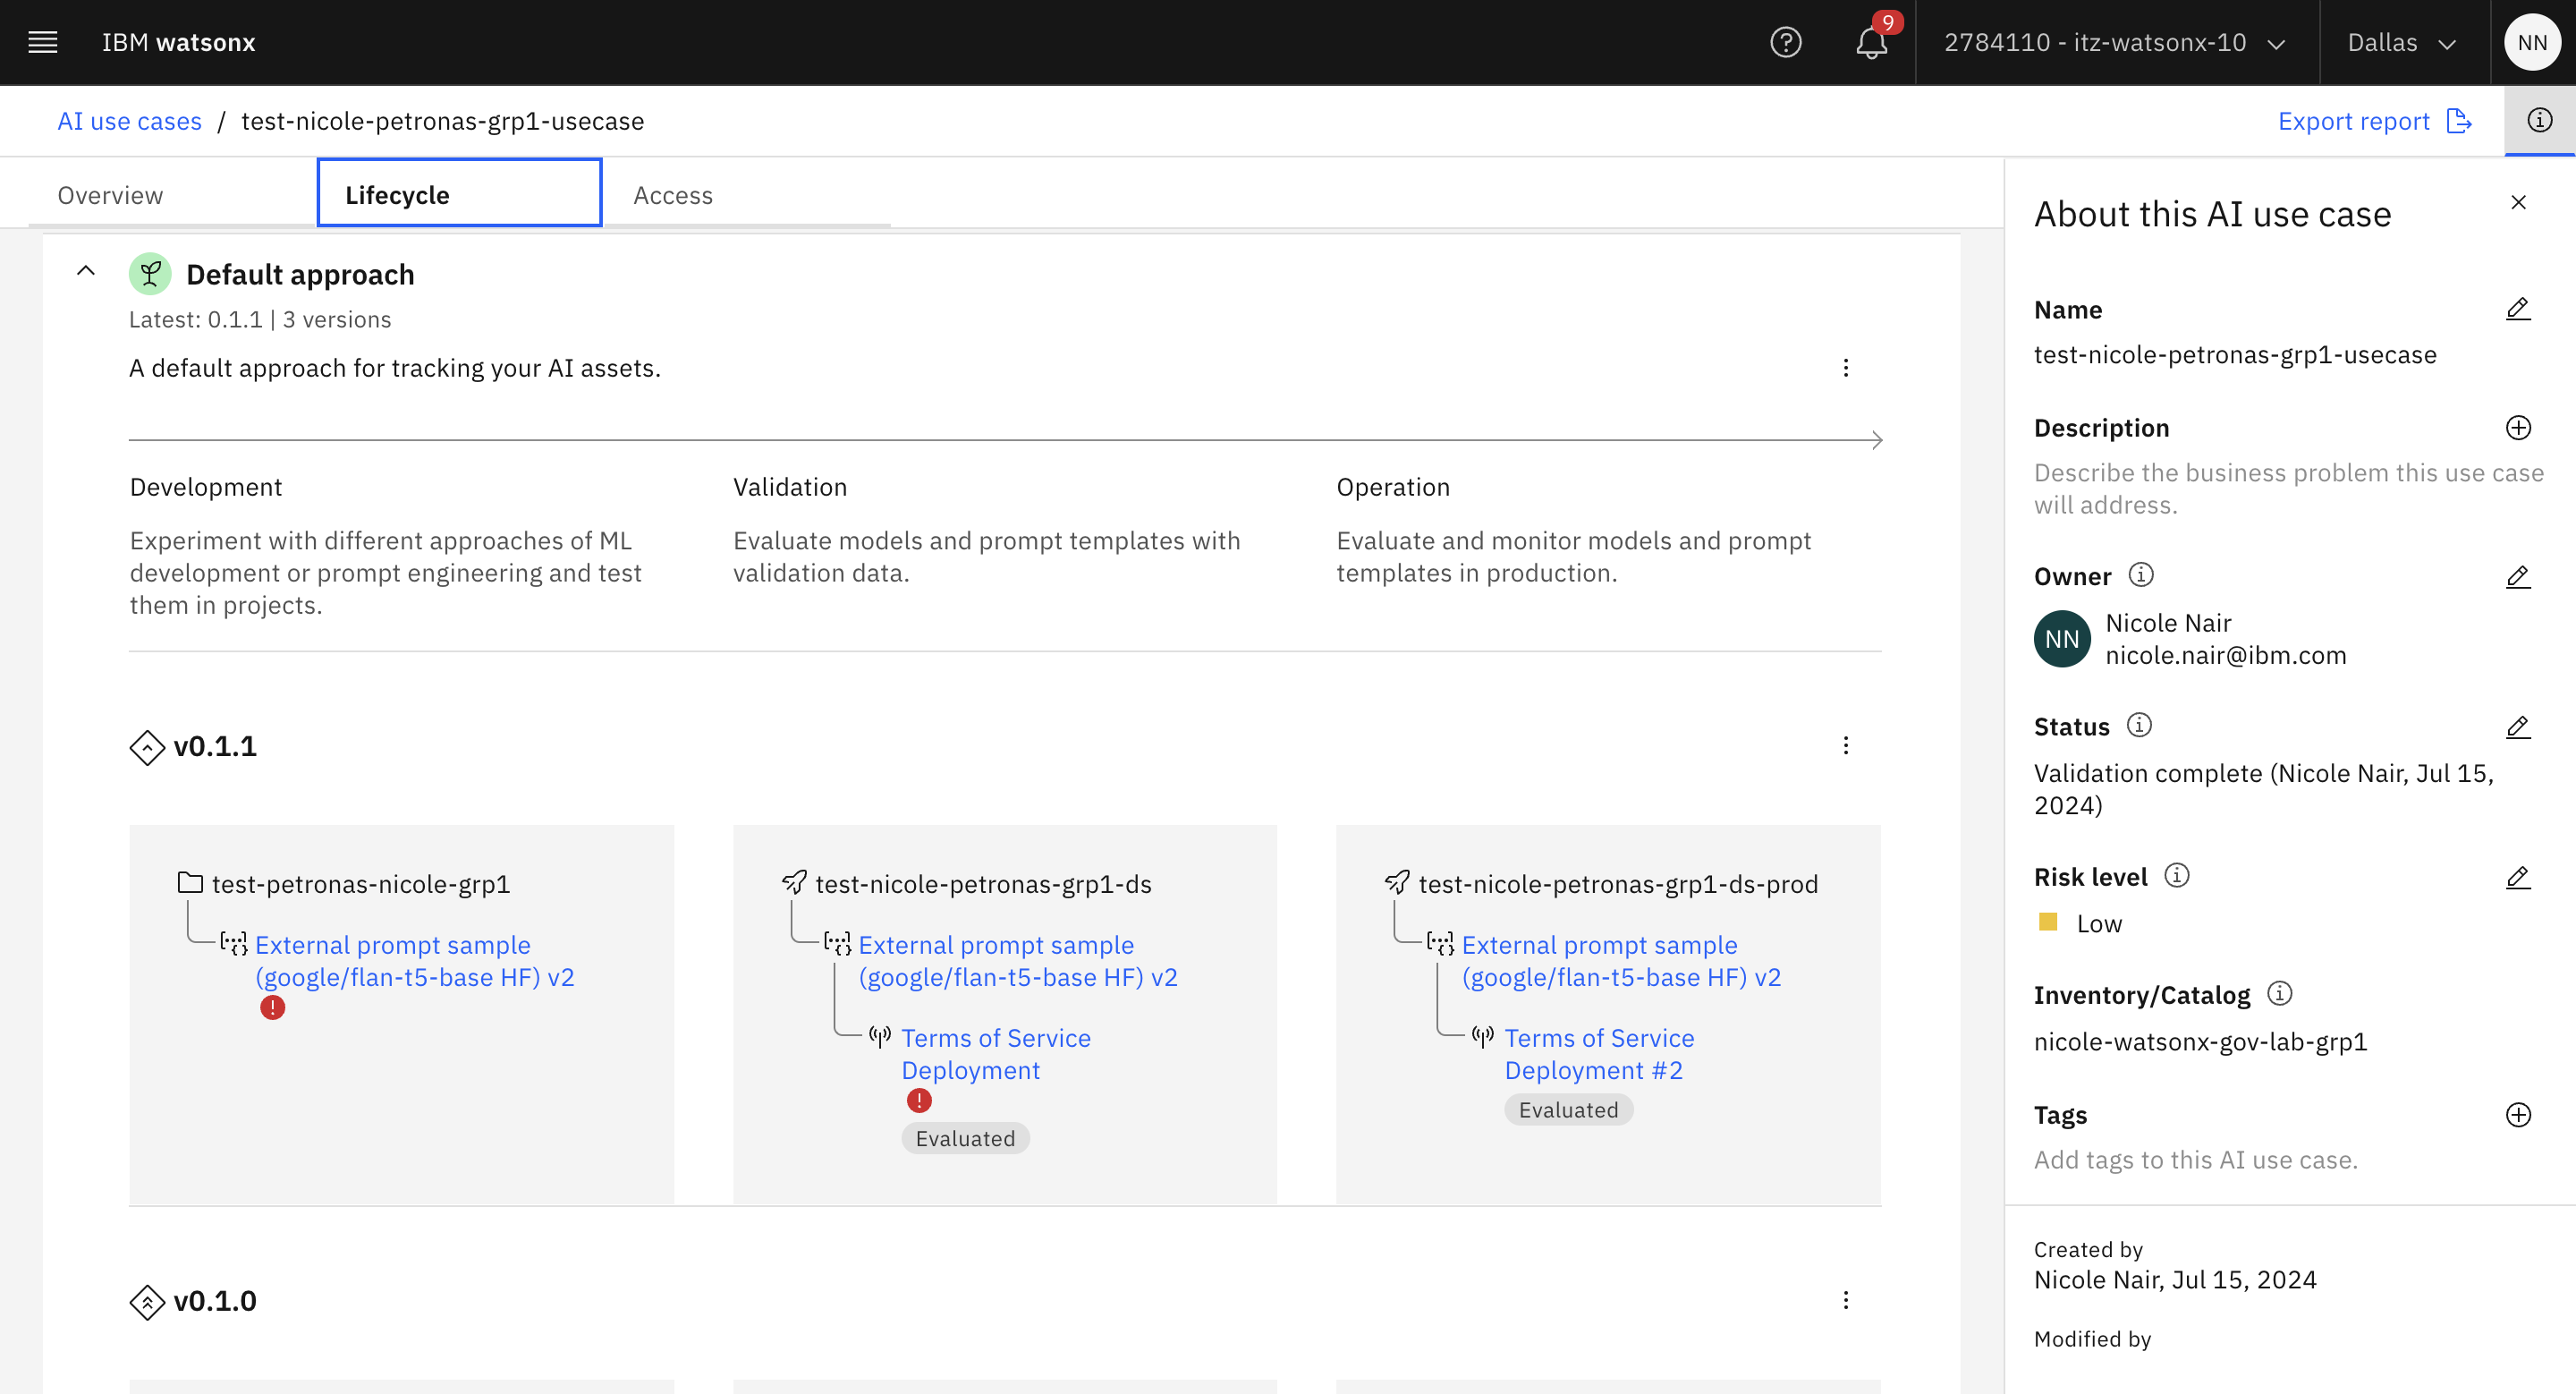 IBM watsonx
9
2784110 - itz-watsonx-10
Dallas
NN
AI use cases / test-nicole-petronas-grp1-usecase
Export report
Overview
Lifecycle
Access
Default approach
Latest: 0.1.1 | 3 versions
A default approach for tracking your AI assets.
Development
Experiment with different approaches of ML
development or prompt engineering and test
them in projects.
Validation
Evaluate models and prompt templates with
validation data.
Operation
Evaluate and monitor models and prompt
templates in production.
v0.1.1
test-petronas-nicole-grp1
External prompt sample
(google/flan-t5-base HF) v2
test-nicole-petronas-grp1-ds
External prompt sample
(google/flan-t5-base HF) v2
Terms of Service
Deployment
Evaluated
test-nicole-petronas-grp1-ds-prod
External prompt sample
(google/flan-t5-base HF) v2
Terms of Service
Deployment #2
Evaluated
v0.1.0
About this AI use case
Name
test-nicole-petronas-grp1-usecase
Description
Describe the business problem this use case
will address.
Owner
NN
Nicole Nair
nicole.nair@ibm.com
Status
Validation complete (Nicole Nair, Jul 15,
2024)
Risk level
Low
Inventory/Catalog
nicole-watsonx-gov-lab-grp1
Tags
Add tags to this AI use case.
Created by
Nicole Nair, Jul 15, 2024
Modified by